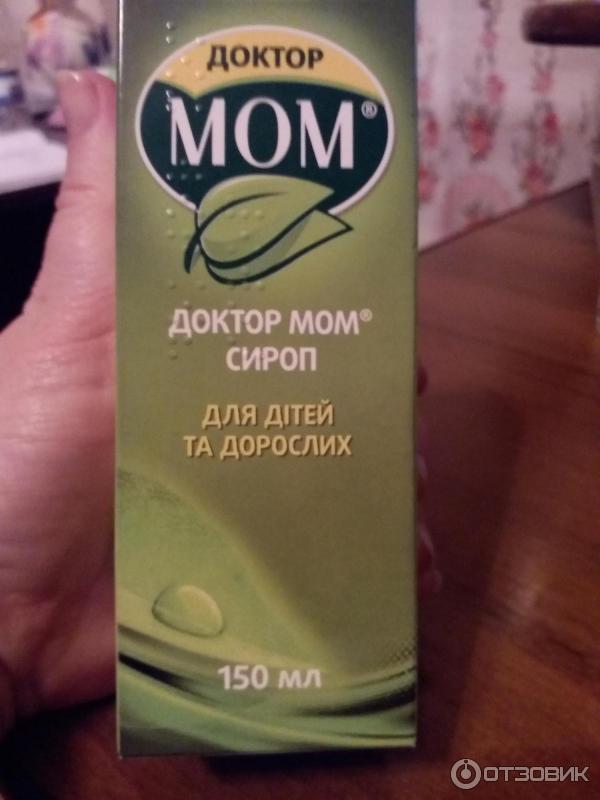 ДОКТОР
МОМ®
ДОКТОР МОМ®
СИРОП
ДЛЯ ДІТЕЙ
ТА ДОРОСЛИХ
150 мл
ОТЗОВИК